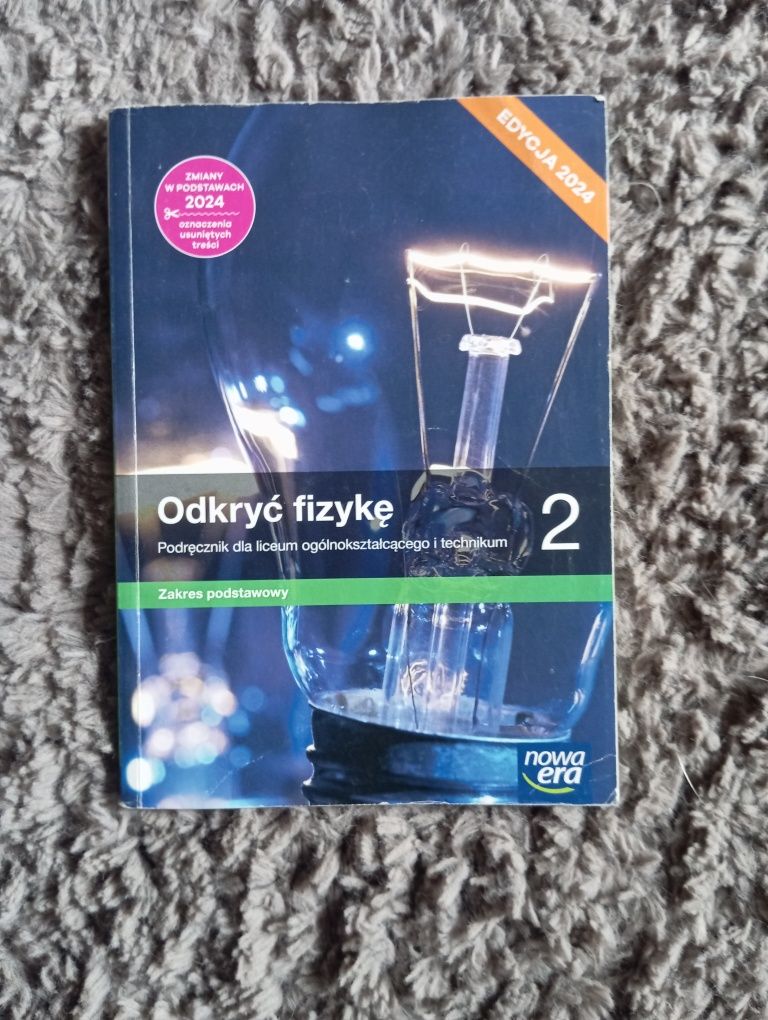 EDYCJA 2024
ZMIANY
W PODSTAWACH
2024
oznaczenia
usuniętych
treści
Odkryć fizykę 2
Podręcznik dla liceum ogólnokształcącego i technikum
Zakres podstawowy
nowa
era